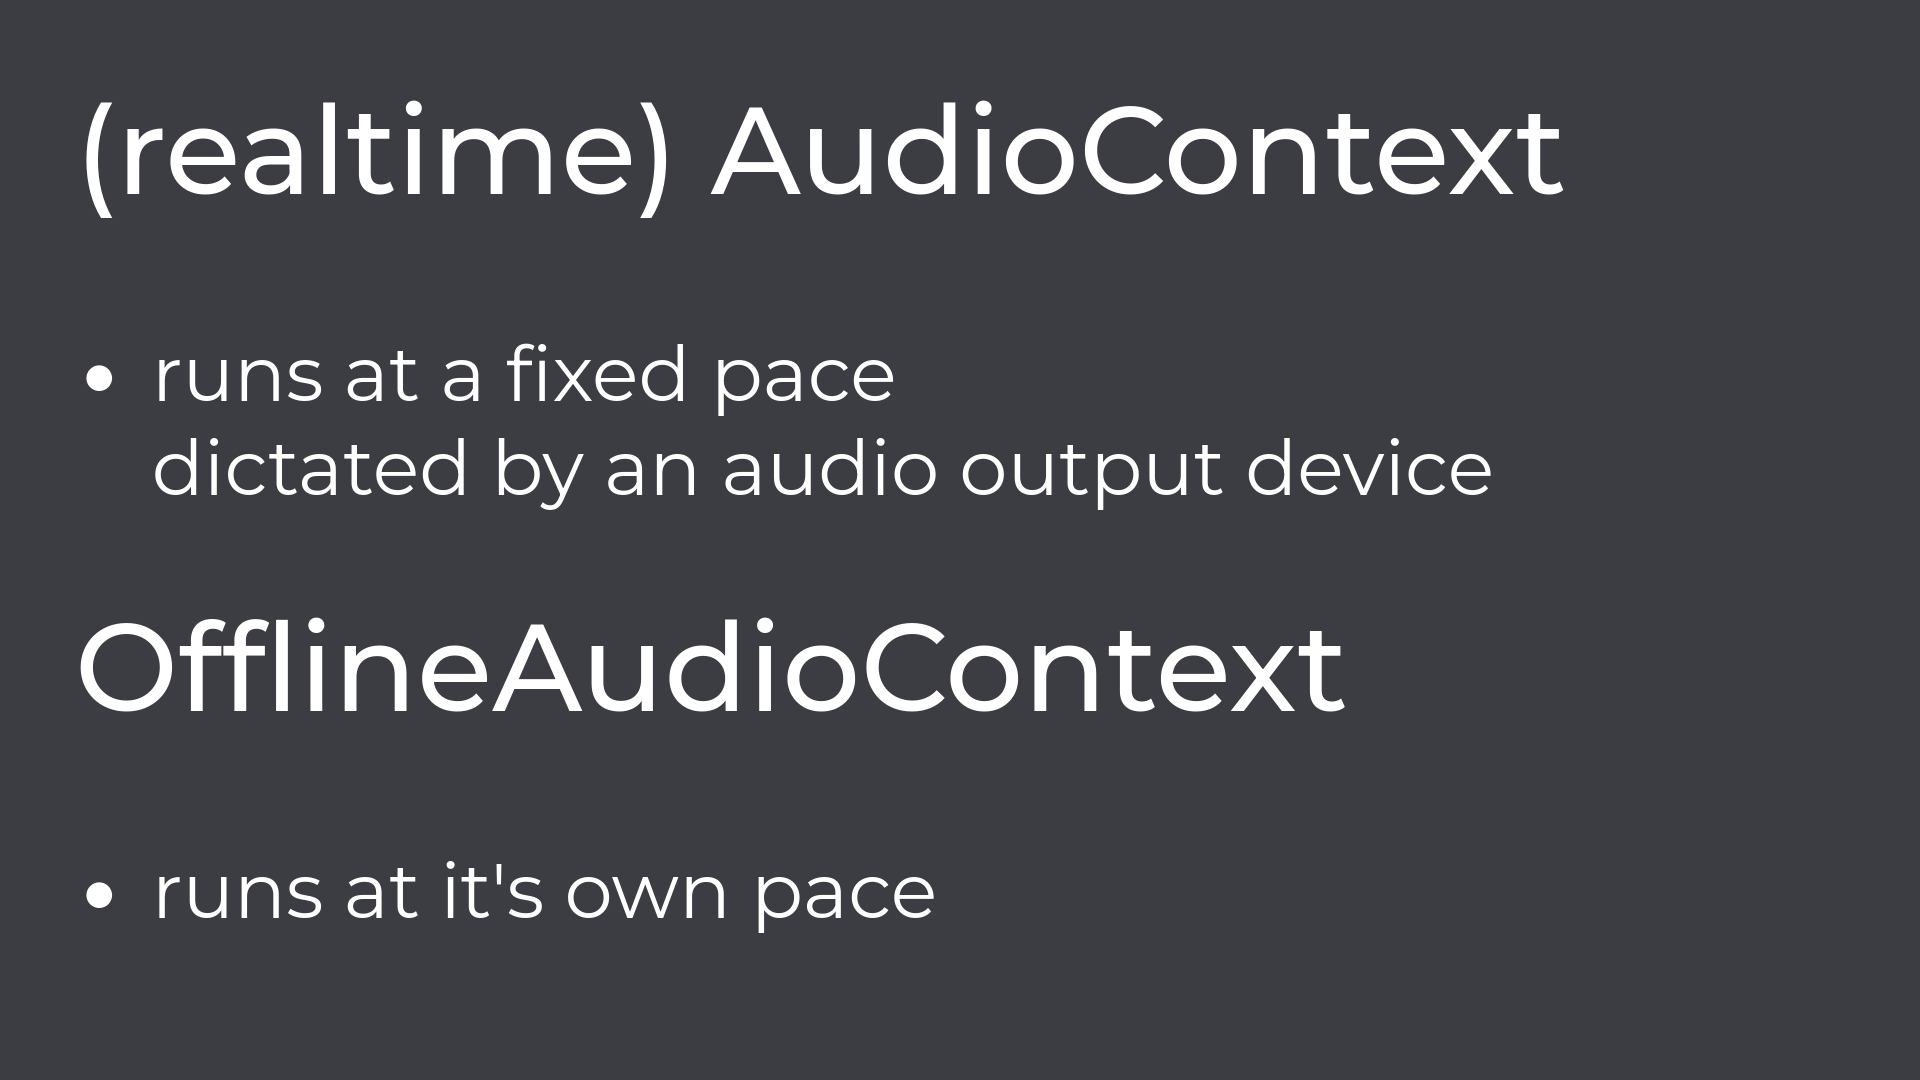 (realtime) AudioContext
• runs at a fixed pace
dictated by an audio output device
OfflineAudioContext
• runs at it's own pace